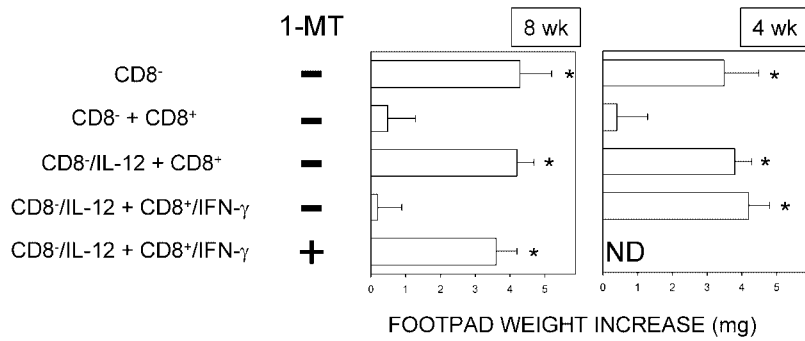 1-MT
8 wk
4 wk
CD8⁻ − * *
CD8⁻ + CD8⁺ −
CD8⁻/IL-12 + CD8⁺ − * *
CD8⁻/IL-12 + CD8⁺/IFN-γ − *
CD8⁻/IL-12 + CD8⁺/IFN-γ + * ND
0 1 2 3 4 5 0 1 2 3 4 5
FOOTPAD WEIGHT INCREASE (mg)